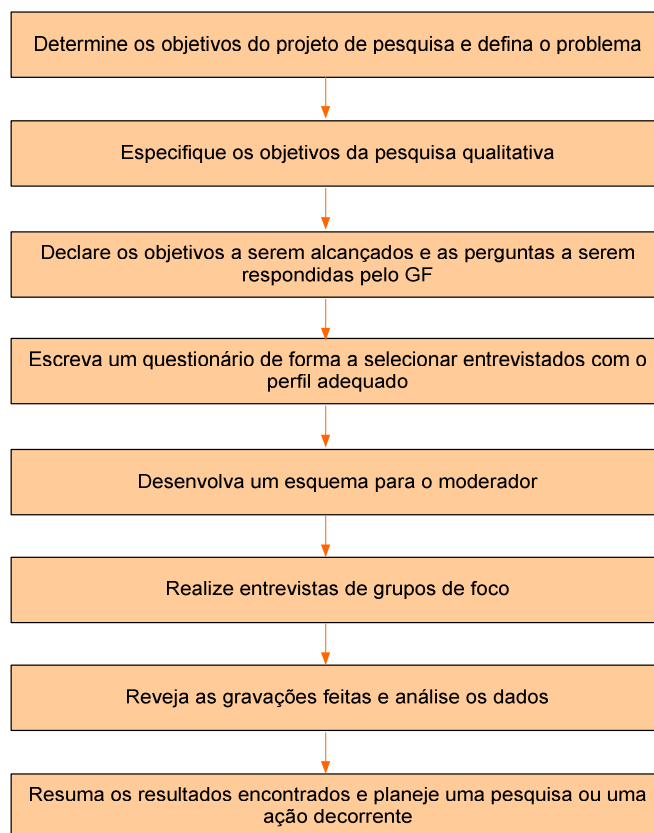 Determine os objetivos do projeto de pesquisa e defina o problema
Especifique os objetivos da pesquisa qualitativa
Declare os objetivos a serem alcançados e as perguntas a serem
respondidas pelo GF
Escreva um questionário de forma a selecionar entrevistados com o
perfil adequado
Desenvolva um esquema para o moderador
Realize entrevistas de grupos de foco
Reveja as gravações feitas e análise os dados
Resuma os resultados encontrados e planeje uma pesquisa ou uma
ação decorrente